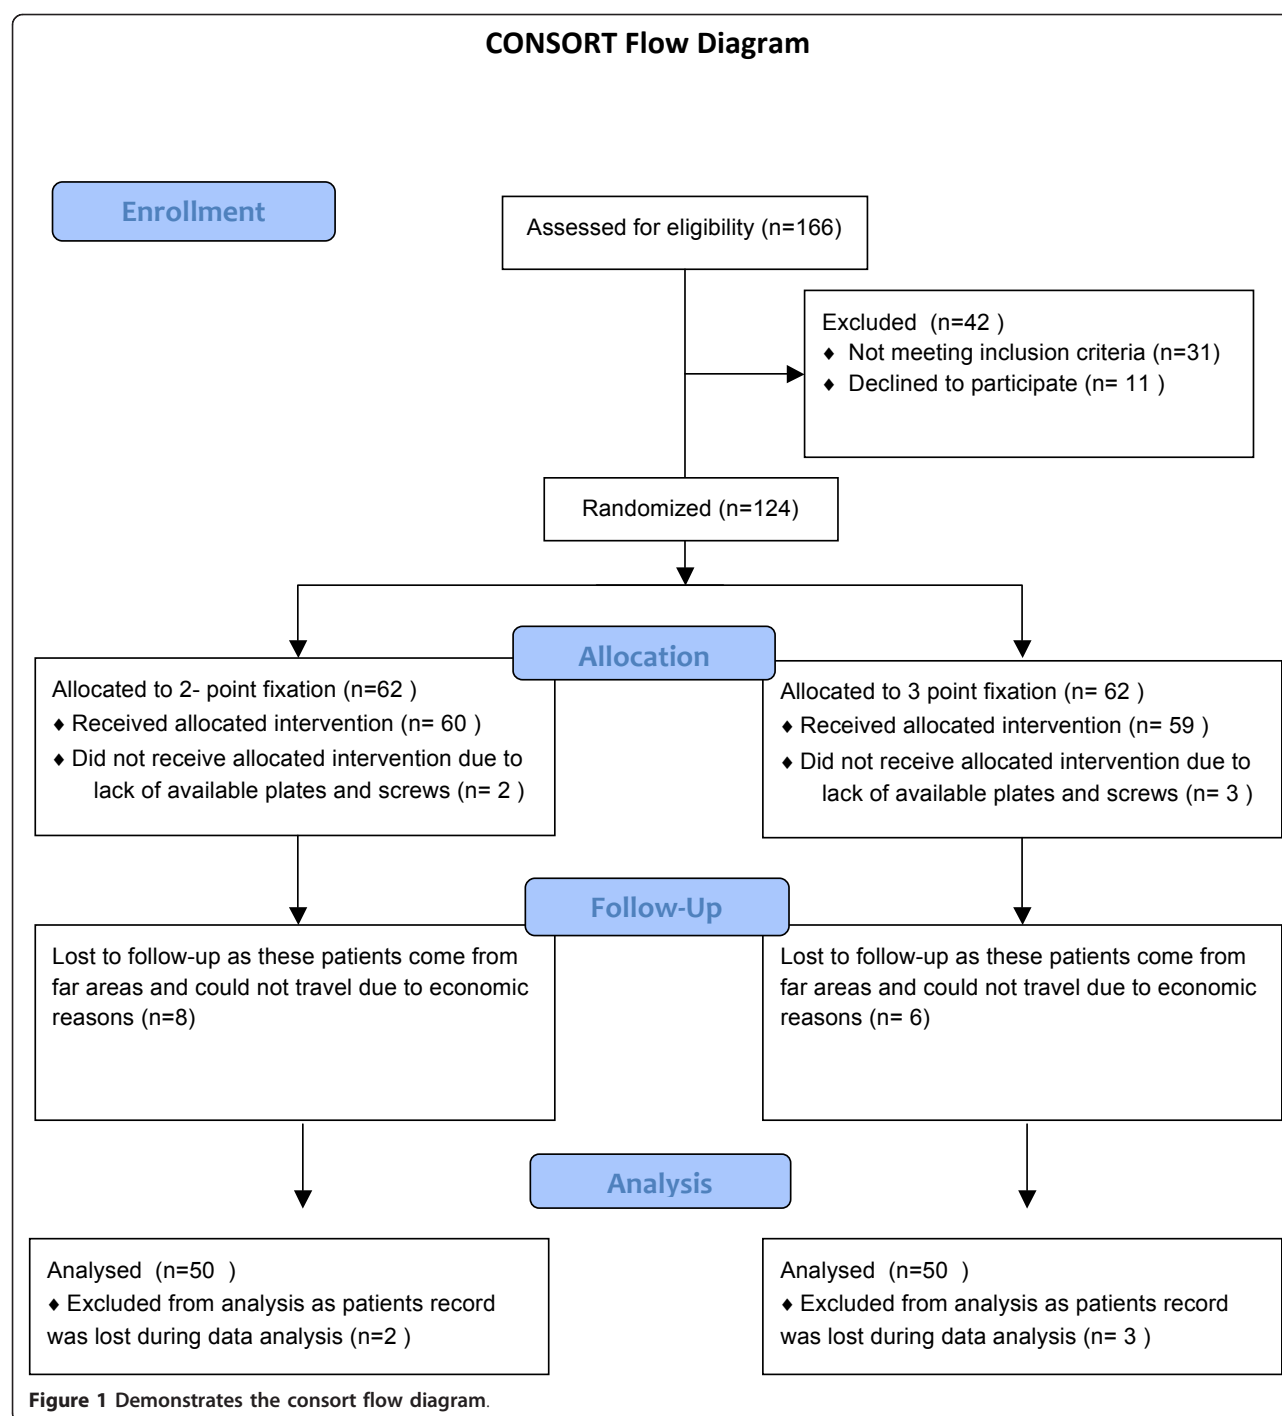 CONSORT Flow Diagram
Enrollment
Assessed for eligibility (n=166)
Excluded (n=42 )
♦ Not meeting inclusion criteria (n=31)
♦ Declined to participate (n= 11 )
Randomized (n=124)
Allocation
Allocated to 2- point fixation (n=62 )
♦ Received allocated intervention (n= 60 )
♦ Did not receive allocated intervention due to
lack of available plates and screws (n= 2 )
Allocated to 3 point fixation (n= 62 )
♦ Received allocated intervention (n= 59 )
♦ Did not receive allocated intervention due to
lack of available plates and screws (n= 3 )
Follow-Up
Lost to follow-up as these patients come from
far areas and could not travel due to economic
reasons (n=8)
Lost to follow-up as these patients come from
far areas and could not travel due to economic
reasons (n= 6)
Analysis
Analysed (n=50 )
♦ Excluded from analysis as patients record
was lost during data analysis (n=2 )
Analysed (n=50 )
♦ Excluded from analysis as patients record
was lost during data analysis (n= 3 )
Figure 1 Demonstrates the consort flow diagram.